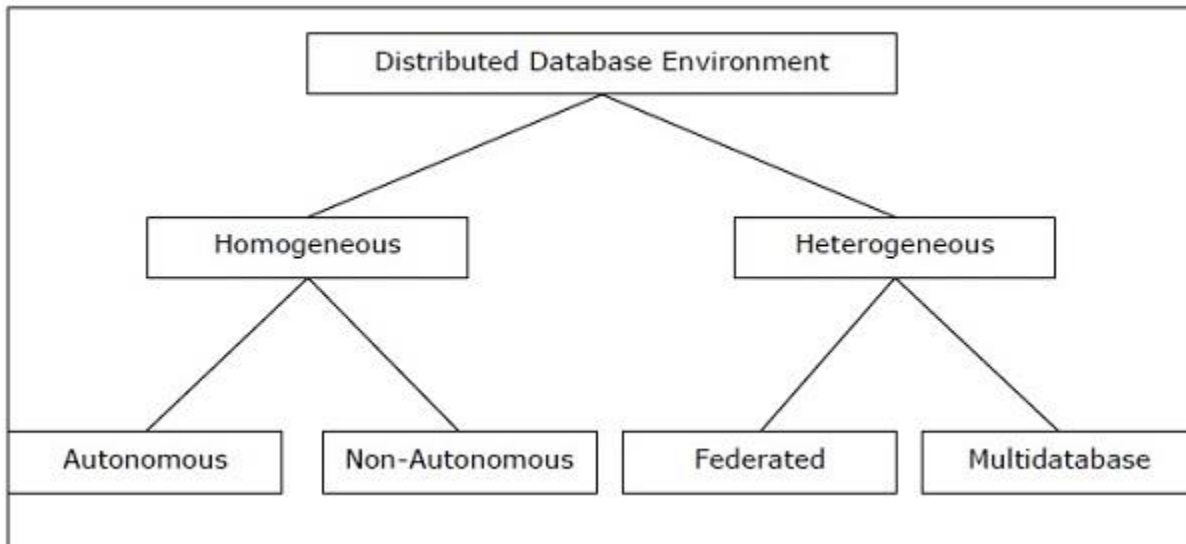 Distributed Database Environment
Homogeneous
Heterogeneous
Autonomous
Non-Autonomous
Federated
Multidatabase